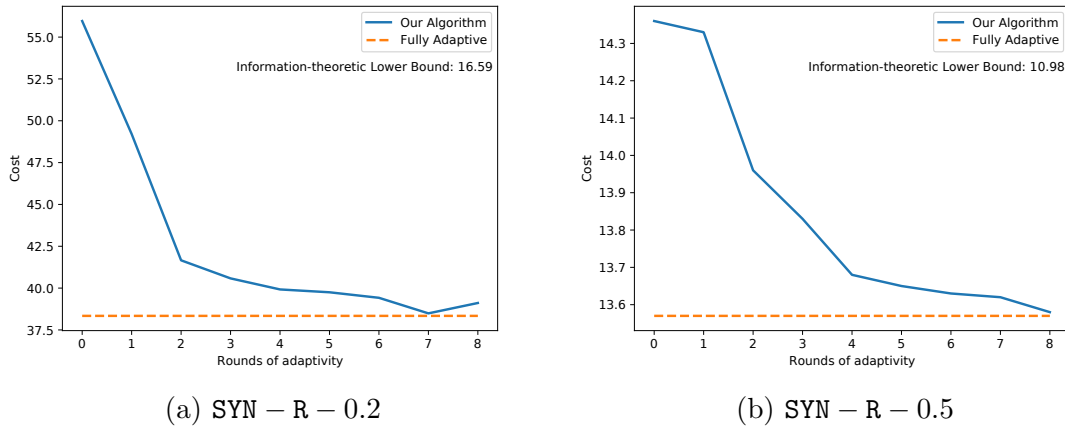 Our Algorithm
Fully Adaptive
Information-theoretic Lower Bound: 16.59
55.0
52.5
50.0
47.5
45.0
42.5
40.0
37.5
Cost
0 1 2 3 4 5 6 7 8
Rounds of adaptivity
(a) SYN − R − 0.2
Our Algorithm
Fully Adaptive
Information-theoretic Lower Bound: 10.98
14.3
14.2
14.1
14.0
13.9
13.8
13.7
13.6
Cost
0 1 2 3 4 5 6 7 8
Rounds of adaptivity
(b) SYN − R − 0.5